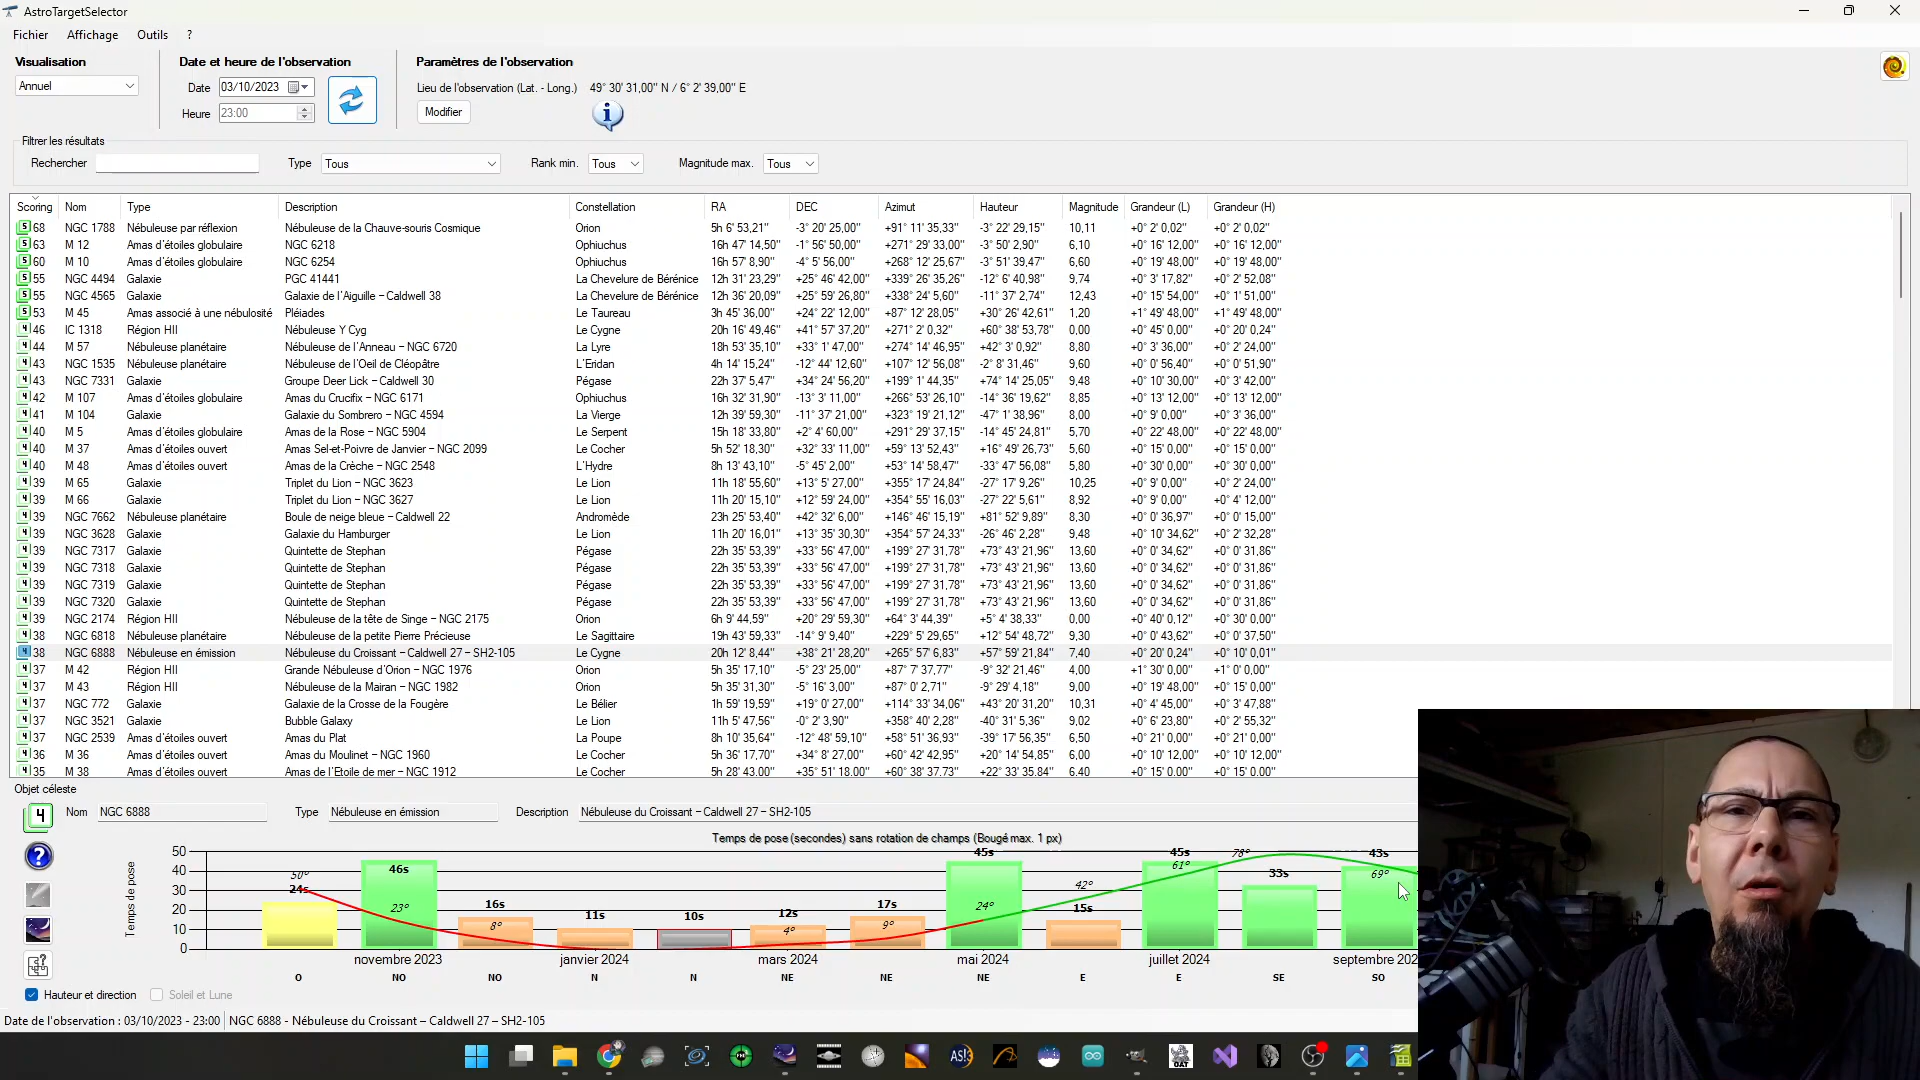 AstroTargetSelector
Fichier Affichage Outils ?
Visualisation Date et heure de l'observation Paramètres de l'observation
Annuel Date 03/10/2023 Lieu de l'observation (Lat. - Long.) 49° 30' 31,00'' N / 6° 2' 39,00'' E
Heure 23:00 Modifier
Filtrer les résultats
Rechercher Type Tous Rank min. Tous Magnitude max. Tous
Scoring Nom Type Description Constellation RA DEC Azimut Hauteur Magnitude Grandeur (L) Grandeur (H)
5 68 NGC 1788 Nébuleuse par réflexion Nébuleuse de la Chauve-souris Cosmique Orion 5h 6' 53,21'' -3° 20' 25,00'' +91° 11' 35,33'' -3° 22' 29,15'' 10,11 +0° 2' 0,02'' +0° 2' 0,02''
5 63 M 12 Amas d'étoiles globulaire NGC 6218 Ophiuchus 16h 47' 14,50'' -1° 56' 50,00'' +271° 29' 33,00'' -3° 50' 2,90'' 6,10 +0° 16' 12,00'' +0° 16' 12,00''
5 60 M 10 Amas d'étoiles globulaire NGC 6254 Ophiuchus 16h 57' 8,90'' -4° 5' 56,00'' +268° 12' 25,67'' -3° 51' 39,47'' 6,60 +0° 19' 48,00'' +0° 19' 48,00''
5 55 NGC 4494 Galaxie PGC 41441 La Chevelure de Bérénice 12h 31' 23,29'' +25° 46' 42,00'' +339° 26' 35,26'' -12° 6' 40,98'' 9,74 +0° 3' 17,82'' +0° 2' 52,08''
5 55 NGC 4565 Galaxie Galaxie de l'Aiguille – Caldwell 38 La Chevelure de Bérénice 12h 36' 20,09'' +25° 59' 26,80'' +338° 24' 5,60'' -11° 37' 2,74'' 12,43 +0° 15' 54,00'' +0° 1' 51,00''
5 53 M 45 Amas associé à une nébulosité Pléiades Le Taureau 3h 45' 36,00'' +24° 22' 12,00'' +87° 12' 28,05'' +30° 26' 42,61'' 1,20 +1° 49' 48,00'' +1° 49' 48,00''
4 46 IC 1318 Région HII Nébuleuse Y Cyg Le Cygne 20h 16' 49,46'' +41° 57' 37,20'' +271° 2' 0,32'' +60° 38' 53,78'' 0,00 +0° 45' 0,00'' +0° 20' 0,24''
4 44 M 57 Nébuleuse planétaire Nébuleuse de l'Anneau – NGC 6720 La Lyre 18h 53' 35,10'' +33° 1' 47,00'' +274° 14' 46,95'' +42° 3' 0,92'' 8,80 +0° 3' 36,00'' +0° 2' 24,00''
4 43 NGC 1535 Nébuleuse planétaire Nébuleuse de l'Oeil de Cléopâtre L'Eridan 4h 14' 15,24'' -12° 44' 12,60'' +107° 12' 56,08'' -2° 8' 31,46'' 9,60 +0° 0' 56,40'' +0° 0' 51,90''
4 43 NGC 7331 Galaxie Groupe Deer Lick – Caldwell 30 Pégase 22h 37' 5,47'' +34° 24' 56,20'' +199° 1' 44,35'' +74° 14' 25,05'' 9,48 +0° 10' 30,00'' +0° 3' 42,00''
4 42 M 107 Amas d'étoiles globulaire Amas du Crucifix – NGC 6171 Ophiuchus 16h 32' 31,90'' -13° 3' 11,00'' +266° 53' 26,10'' -14° 36' 19,62'' 8,85 +0° 13' 12,00'' +0° 13' 12,00''
4 41 M 104 Galaxie Galaxie du Sombrero – NGC 4594 La Vierge 12h 39' 59,30'' -11° 37' 21,00'' +323° 19' 21,12'' -47° 1' 38,96'' 8,00 +0° 9' 0,00'' +0° 3' 36,00''
4 40 M 5 Amas d'étoiles globulaire Amas de la Rose – NGC 5904 Le Serpent 15h 18' 33,80'' +2° 4' 60,00'' +291° 29' 37,15'' -14° 45' 24,81'' 5,70 +0° 22' 48,00'' +0° 22' 48,00''
4 40 M 37 Amas d'étoiles ouvert Amas Sel-et-Poivre de Janvier – NGC 2099 Le Cocher 5h 52' 18,30'' +32° 33' 11,00'' +59° 13' 52,43'' +16° 49' 26,73'' 5,60 +0° 15' 0,00'' +0° 15' 0,00''
4 40 M 48 Amas d'étoiles ouvert Amas de la Crèche – NGC 2548 L'Hydre 8h 13' 43,10'' -5° 45' 2,00'' +53° 14' 58,47'' -33° 47' 56,08'' 5,80 +0° 30' 0,00'' +0° 30' 0,00''
4 39 M 65 Galaxie Triplet du Lion – NGC 3623 Le Lion 11h 18' 55,60'' +13° 5' 27,00'' +355° 17' 24,84'' -27° 17' 9,26'' 10,25 +0° 9' 0,00'' +0° 2' 24,00''
4 39 M 66 Galaxie Triplet du Lion – NGC 3627 Le Lion 11h 20' 15,10'' +12° 59' 24,00'' +354° 55' 16,03'' -27° 22' 5,61'' 8,92 +0° 9' 0,00'' +0° 4' 12,00''
4 39 NGC 7662 Nébuleuse planétaire Boule de neige bleue – Caldwell 22 Andromède 23h 25' 53,40'' +42° 32' 6,00'' +146° 46' 15,19'' +81° 52' 9,89'' 8,30 +0° 0' 36,97'' +0° 0' 15,00''
4 39 NGC 3628 Galaxie Galaxie du Hamburger Le Lion 11h 20' 16,01'' +13° 35' 30,30'' +354° 57' 24,33'' -26° 46' 2,28'' 9,48 +0° 10' 34,62'' +0° 2' 32,28''
4 39 NGC 7317 Galaxie Quintette de Stephan Pégase 22h 35' 53,39'' +33° 56' 47,00'' +199° 27' 31,78'' +73° 43' 21,96'' 13,60 +0° 0' 34,62'' +0° 0' 31,86''
4 39 NGC 7318 Galaxie Quintette de Stephan Pégase 22h 35' 53,39'' +33° 56' 47,00'' +199° 27' 31,78'' +73° 43' 21,96'' 13,60 +0° 0' 34,62'' +0° 0' 31,86''
4 39 NGC 7319 Galaxie Quintette de Stephan Pégase 22h 35' 53,39'' +33° 56' 47,00'' +199° 27' 31,78'' +73° 43' 21,96'' 13,60 +0° 0' 34,62'' +0° 0' 31,86''
4 39 NGC 7320 Galaxie Quintette de Stephan Pégase 22h 35' 53,39'' +33° 56' 47,00'' +199° 27' 31,78'' +73° 43' 21,96'' 13,60 +0° 0' 34,62'' +0° 0' 31,86''
4 39 NGC 2174 Région HII Nébuleuse de la tête de Singe – NGC 2175 Orion 6h 9' 44,59'' +20° 29' 59,30'' +64° 3' 44,39'' +5° 4' 38,33'' 0,00 +0° 40' 0,12'' +0° 30' 0,00''
4 38 NGC 6818 Nébuleuse planétaire Nébuleuse de la petite Pierre Précieuse Le Sagittaire 19h 43' 59,33'' -14° 9' 9,40'' +229° 5' 29,65'' +12° 54' 48,72'' 9,30 +0° 0' 43,62'' +0° 0' 37,50''
4 38 NGC 6888 Nébuleuse en émission Nébuleuse du Croissant – Caldwell 27 – SH2-105 Le Cygne 20h 12' 8,44'' +38° 21' 28,20'' +265° 57' 6,83'' +57° 59' 21,84'' 7,40 +0° 20' 0,24'' +0° 10' 0,01''
4 37 M 42 Région HII Grande Nébuleuse d'Orion – NGC 1976 Orion 5h 35' 17,10'' -5° 23' 25,00'' +87° 7' 37,77'' -9° 32' 21,46'' 4,00 +1° 30' 0,00'' +1° 0' 0,00''
4 37 M 43 Région HII Nébuleuse de la Mairan – NGC 1982 Orion 5h 35' 31,30'' -5° 16' 3,00'' +87° 0' 2,71'' -9° 29' 4,18'' 9,00 +0° 19' 48,00'' +0° 15' 0,00''
4 37 NGC 772 Galaxie Galaxie de la Crosse de la Fougère Le Bélier 1h 59' 19,59'' +19° 0' 27,00'' +114° 33' 34,06'' +43° 20' 31,20'' 10,31 +0° 4' 45,00'' +0° 3' 47,88''
4 37 NGC 3521 Galaxie Bubble Galaxy Le Lion 11h 5' 47,56'' -0° 2' 3,90'' +358° 40' 2,28'' -40° 31' 5,36'' 9,02 +0° 6' 23,80'' +0° 2' 55,32''
4 37 NGC 2539 Amas d'étoiles ouvert Amas du Plat La Poupe 8h 10' 35,64'' -12° 48' 59,10'' +58° 51' 36,93'' -39° 17' 56,35'' 6,50 +0° 21' 0,00'' +0° 21' 0,00''
4 36 M 36 Amas d'étoiles ouvert Amas du Moulinet – NGC 1960 Le Cocher 5h 36' 17,70'' +34° 8' 27,00'' +60° 42' 42,95'' +20° 14' 54,85'' 6,00 +0° 10' 12,00'' +0° 10' 12,00''
4 35 M 38 Amas d'étoiles ouvert Amas de l'Etoile de mer – NGC 1912 Le Cocher 5h 28' 43,00'' +35° 51' 18,00'' +60° 38' 37,73'' +22° 33' 35,84'' 6,40 +0° 15' 0,00'' +0° 15' 0,00''
Objet céleste
4 Nom NGC 6888 Type Nébuleuse en émission Description Nébuleuse du Croissant – Caldwell 27 – SH2-105
Temps de pose (secondes) sans rotation de champs (Bougé max. 1 px)
Temps de pose
50
40
30
20
10
0
24s 46s 16s 11s 10s 12s 17s 45s 15s 45s 33s 43s
50° 23° 8° 4° 9° 24° 42° 61° 78° 69°
novembre 2023 janvier 2024 mars 2024 mai 2024 juillet 2024 septembre 202
O NO NO N N NE NE NE E E SE SO
Hauteur et direction Soleil et Lune
Date de l'observation : 03/10/2023 - 23:00 NGC 6888 - Nébuleuse du Croissant – Caldwell 27 – SH2-105